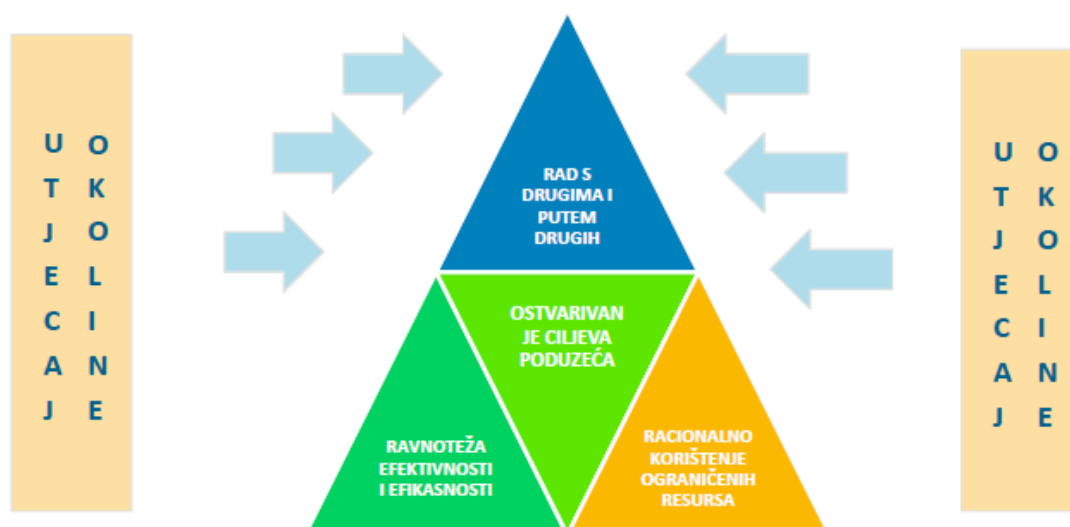 UTJECAJ
OKOLINE
RAD S
DRUGIMA I
PUTEM
DRUGIH
OSTVARIVAN
JE CILJEVA
PODUZEĆA
RAVNOTEŽA
EFEKTIVNOSTI
I EFIKASNOSTI
RACIONALNO
KORIŠTENJE
OGRANIČENIH
RESURSA
UTJECAJ
OKOLINE